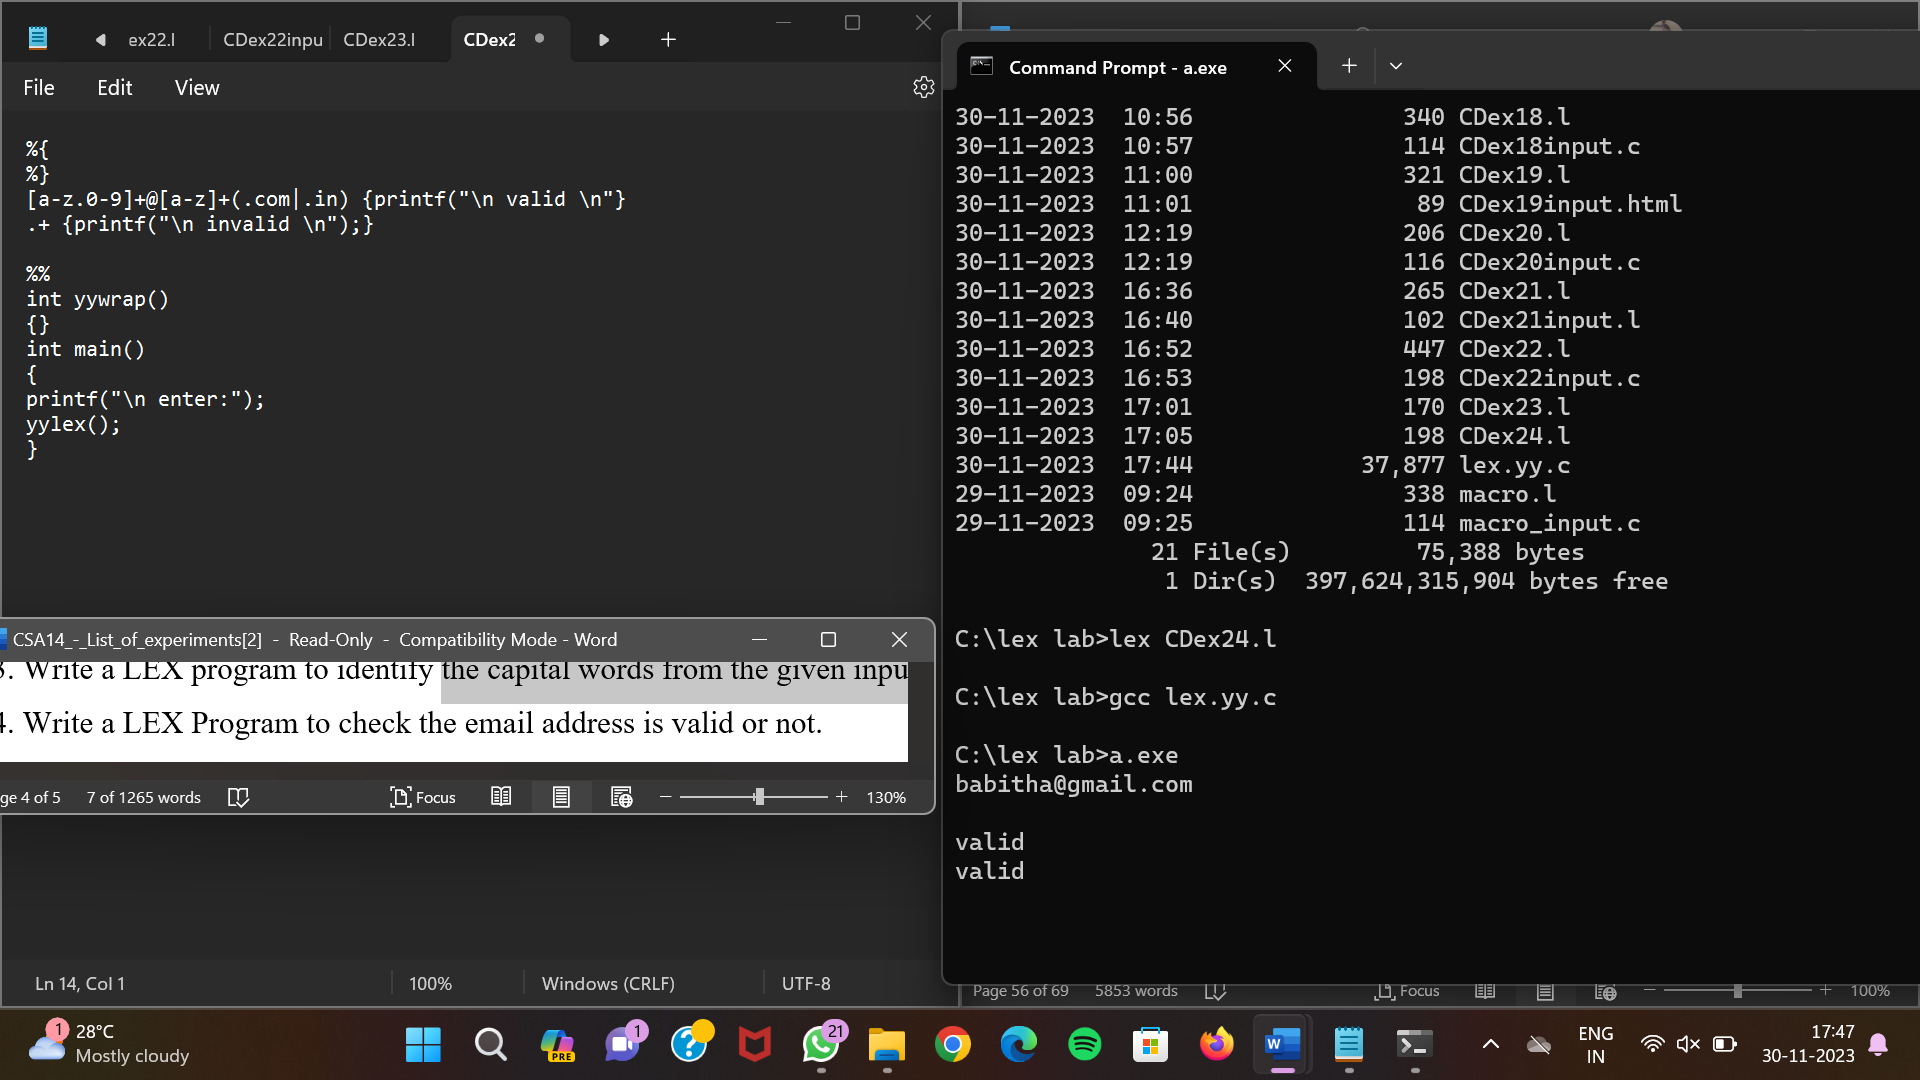 ex22.l
CDex22inpu
CDex23.l
CDex2
File
Edit
View
%{
%}
[a-z.0-9]+@[a-z]+(.com|.in) {printf("\n valid \n"}
.+ {printf("\n invalid \n");}
%%
int yywrap()
{}
int main()
{
printf("\n enter:");
yylex();
}
Ln 14, Col 1
100%
Windows (CRLF)
UTF-8
CSA14_-_List_of_experiments[2] - Read-Only - Compatibility Mode - Word
3. Write a LEX program to identify the capital words from the given inpu
4. Write a LEX Program to check the email address is valid or not.
ge 4 of 5
7 of 1265 words
Focus
130%
Command Prompt - a.exe
30-11-2023 10:56 340 CDex18.l
30-11-2023 10:57 114 CDex18input.c
30-11-2023 11:00 321 CDex19.l
30-11-2023 11:01 89 CDex19input.html
30-11-2023 12:19 206 CDex20.l
30-11-2023 12:19 116 CDex20input.c
30-11-2023 16:36 265 CDex21.l
30-11-2023 16:40 102 CDex21input.l
30-11-2023 16:52 447 CDex22.l
30-11-2023 16:53 198 CDex22input.c
30-11-2023 17:01 170 CDex23.l
30-11-2023 17:05 198 CDex24.l
30-11-2023 17:44 37,877 lex.yy.c
29-11-2023 09:24 338 macro.l
29-11-2023 09:25 114 macro_input.c
21 File(s) 75,388 bytes
1 Dir(s) 397,624,315,904 bytes free
C:\lex lab>lex CDex24.l
C:\lex lab>gcc lex.yy.c
C:\lex lab>a.exe
babitha@gmail.com
valid
valid
Page 56 of 69
5853 words
Focus
100%
1
28°C
Mostly cloudy
PRE
1
21
W
ENG
IN
17:47
30-11-2023